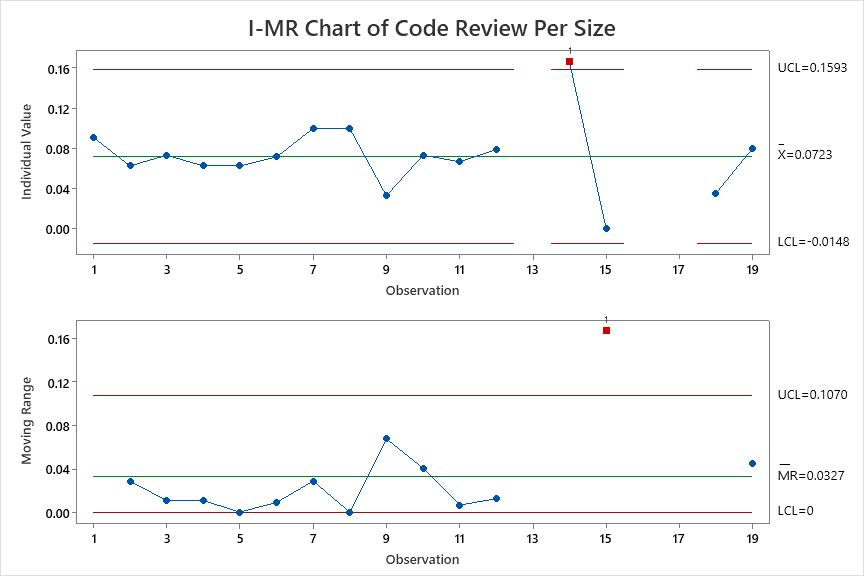 I-MR Chart of Code Review Per Size
1
0.16
0.12
0.08
0.04
0.00
Individual Value
UCL=0.1593
X̄=0.0723
LCL=-0.0148
1 3 5 7 9 11 13 15 17 19
Observation
1
0.16
0.12
0.08
0.04
0.00
Moving Range
UCL=0.1070
M̅R̅=0.0327
LCL=0
1 3 5 7 9 11 13 15 17 19
Observation